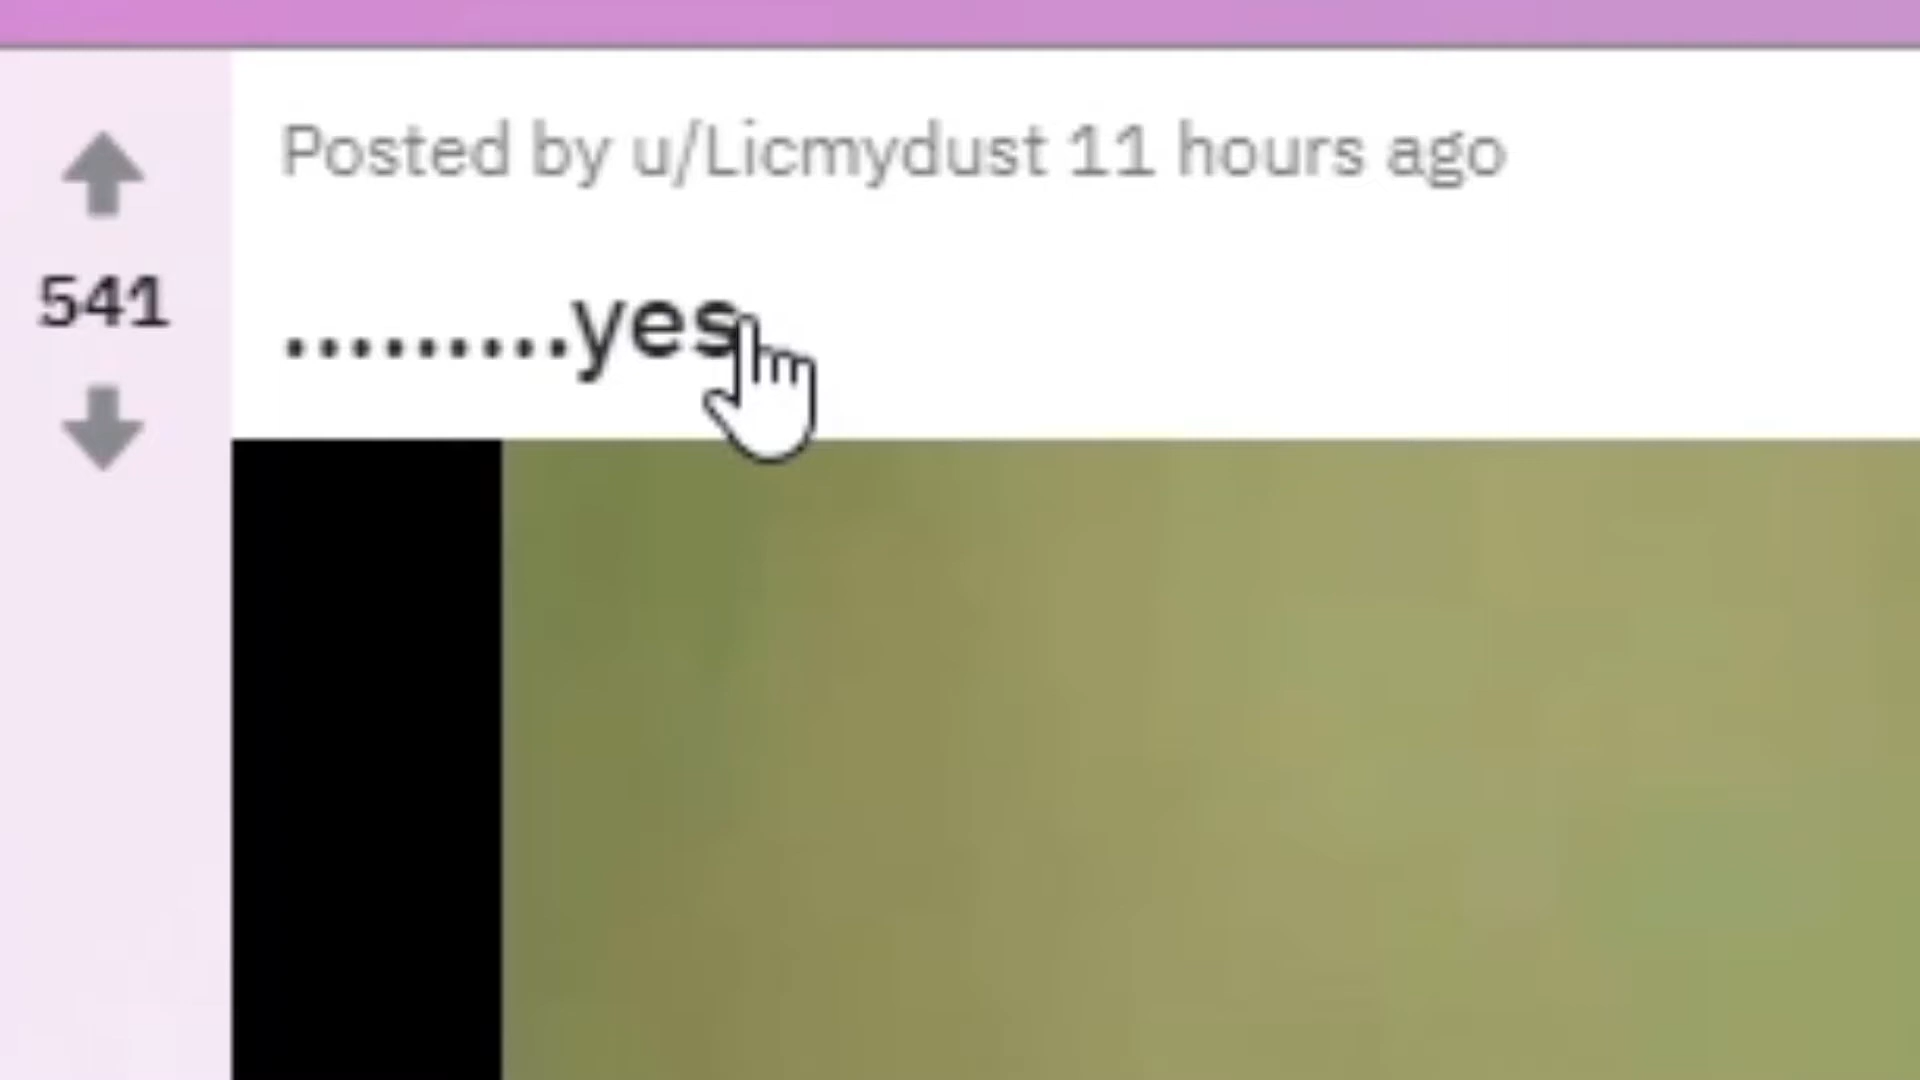 Posted by u/Licmydust 11 hours ago
541
.........yes